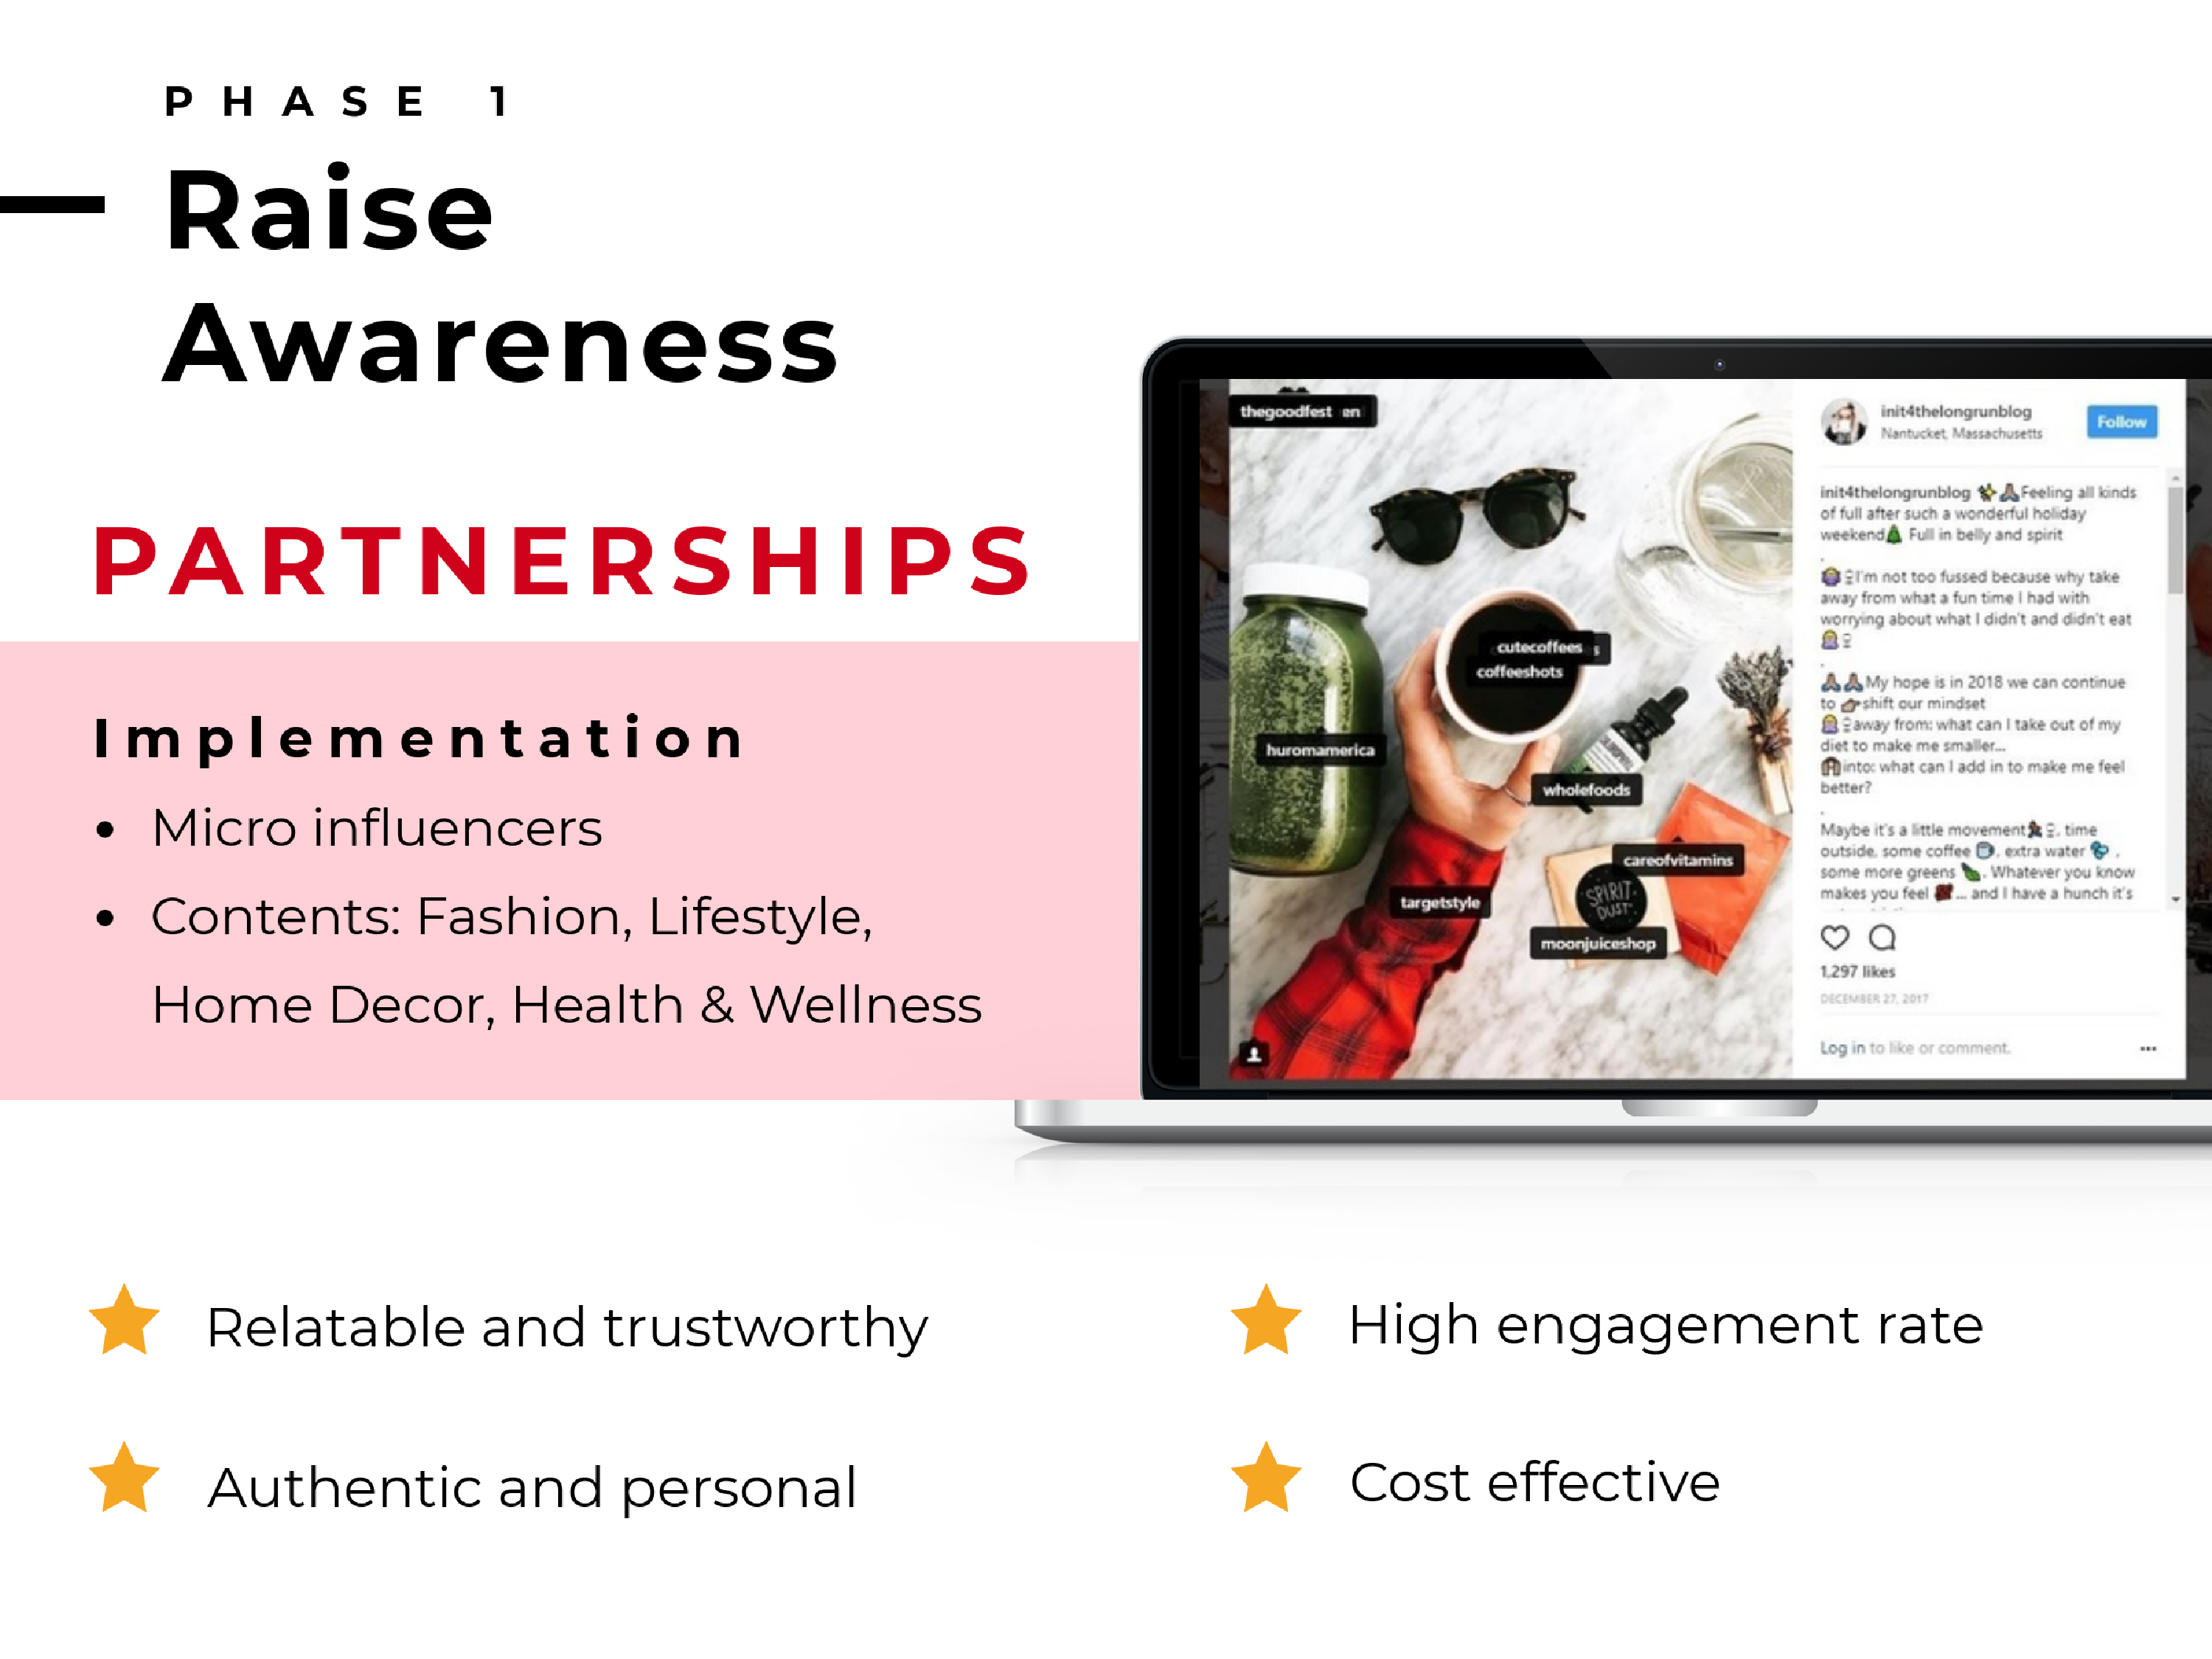 PHASE 1
Raise
Awareness
PARTNERSHIPS
Implementation
• Micro influencers
• Contents: Fashion, Lifestyle,
Home Decor, Health & Wellness
thegoodfest en
cutecoffees s
coffeeshots
huromamerica
wholefoods
careofvitamins
targetstyle
SPIRIT
DUST
moonjuiceshop
init4thelongrunblog
Nantucket, Massachusetts
Follow
init4thelongrunblog ✨🙏Feeling all kinds
of full after such a wonderful holiday
weekend🎄 Full in belly and spirit
.
I'm not too fussed because why take
away from what a fun time I had with
worrying about what I didn't and didn't eat
.
🙏🙏My hope is in 2018 we can continue
to 👉shift our mindset
away from: what can I take out of my
diet to make me smaller...
into: what can I add in to make me feel
better?
.
Maybe it's a little movement, time
outside, some coffee, extra water,
some more greens. Whatever you know
makes you feel ... and I have a hunch it's
1,297 likes
DECEMBER 27, 2017
Log in to like or comment.
...
Relatable and trustworthy
High engagement rate
Authentic and personal
Cost effective